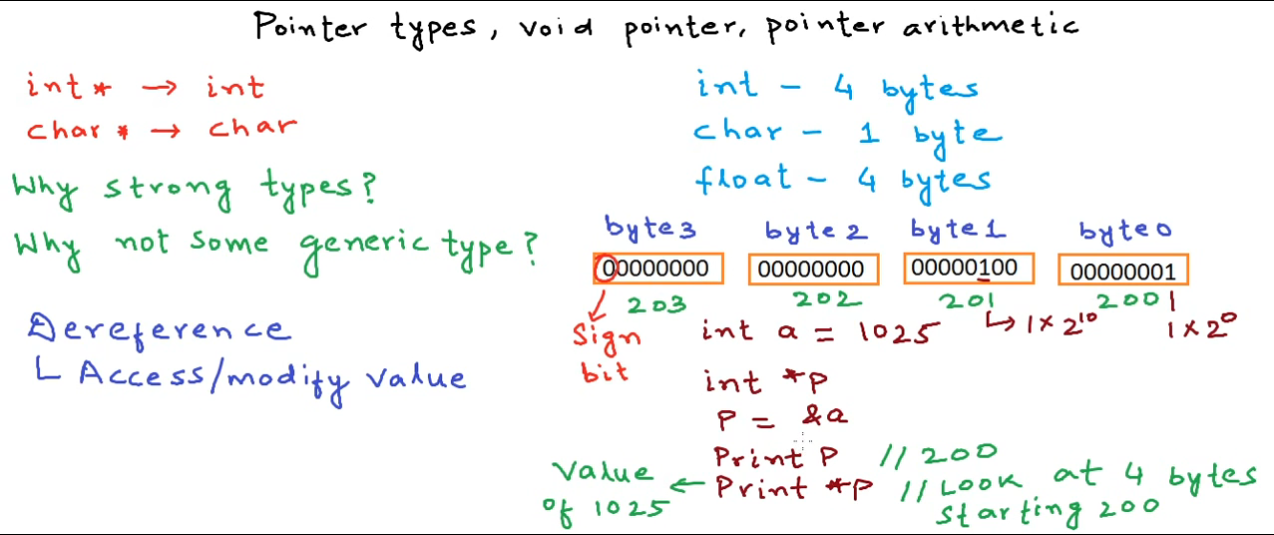 Pointer types, void pointer, pointer arithmetic
int * → int
char * → char
Why strong types?
Why not some generic type?
Dereference
└ Access/modify value
int - 4 bytes
char - 1 byte
float - 4 bytes
byte3 byte2 byte1 byte0
00000000 00000000 00000100 00000001
203 202 201 200
Sign bit
int a = 1025 ↳ 1 x 2^10 1 x 2^0
int *p
P = &a
Print P // 200
Value of 1025 ← Print *p // Look at 4 bytes
starting 200